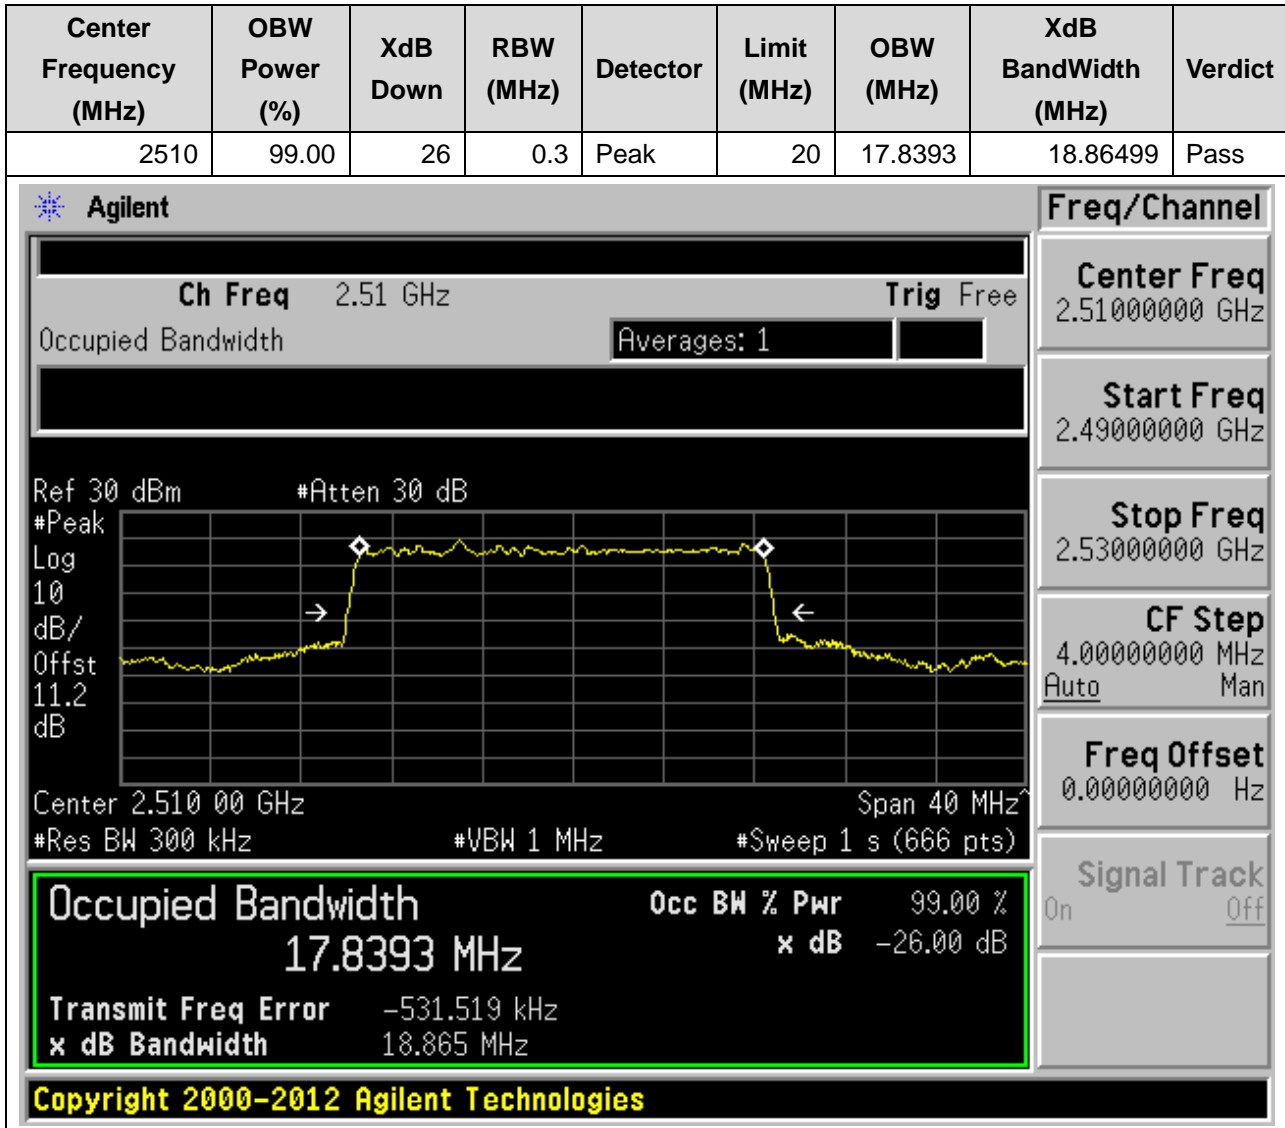 Center Frequency (MHz) OBW Power (%) XdB Down RBW (MHz) Detector Limit (MHz) OBW (MHz) XdB BandWidth (MHz) Verdict
2510 99.00 26 0.3 Peak 20 17.8393 18.86499 Pass
Agilent
Freq/Channel
Ch Freq 2.51 GHz Trig Free
Occupied Bandwidth Averages: 1
Center Freq
2.51000000 GHz
Start Freq
2.49000000 GHz
Stop Freq
2.53000000 GHz
CF Step
4.00000000 MHz
Auto Man
Freq Offset
0.00000000 Hz
Signal Track
On Off
Ref 30 dBm #Atten 30 dB
#Peak
Log
10
dB/
Offst
11.2
dB
Center 2.510 00 GHz Span 40 MHz^
#Res BW 300 kHz #VBW 1 MHz #Sweep 1 s (666 pts)
Occupied Bandwidth Occ BW % Pwr 99.00 %
17.8393 MHz x dB -26.00 dB
Transmit Freq Error -531.519 kHz
x dB Bandwidth 18.865 MHz
Copyright 2000-2012 Agilent Technologies